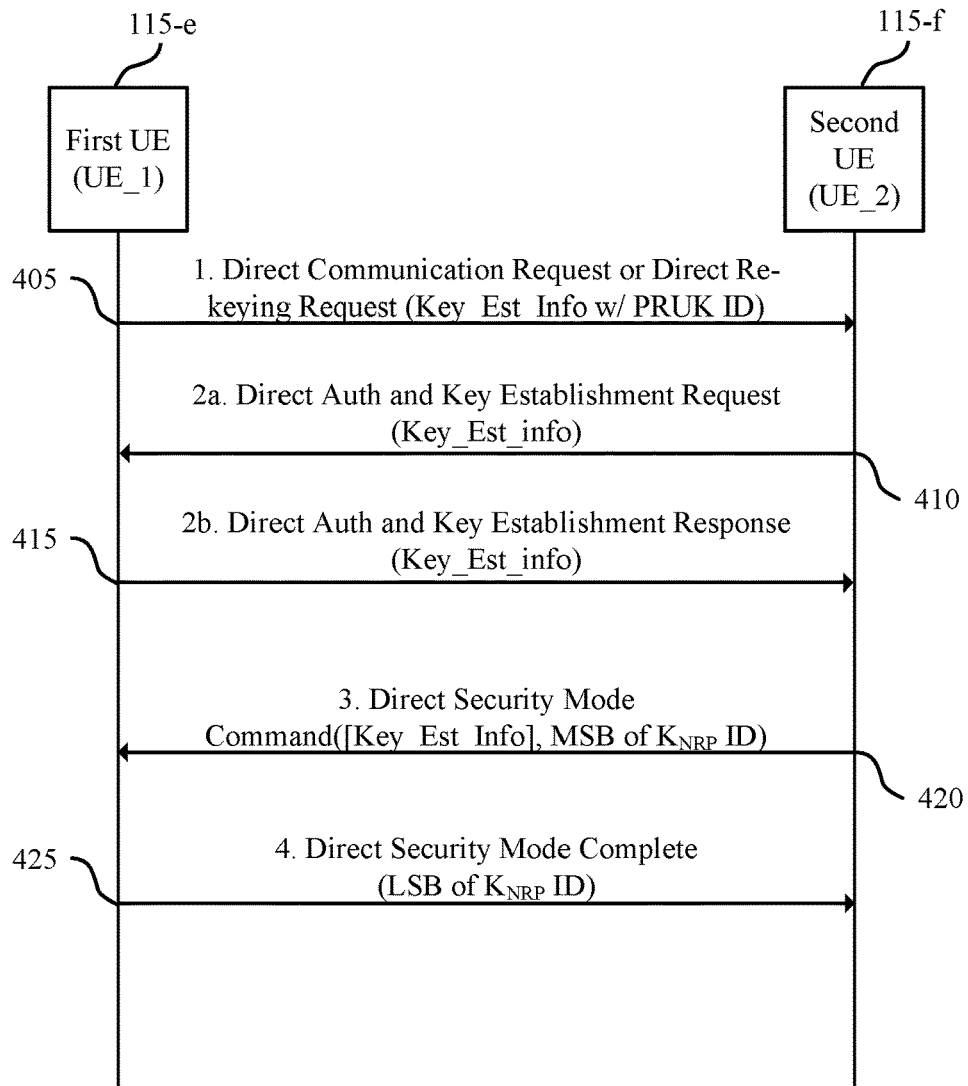 115-e
115-f
First UE
(UE_1)
Second
UE
(UE_2)
405
1. Direct Communication Request or Direct Re-
keying Request (Key_Est_Info w/ PRUK ID)
2a. Direct Auth and Key Establishment Request
(Key_Est_info)
410
415
2b. Direct Auth and Key Establishment Response
(Key_Est_info)
3. Direct Security Mode
Command([Key_Est_Info], MSB of KNRP ID)
420
425
4. Direct Security Mode Complete
(LSB of KNRP ID)